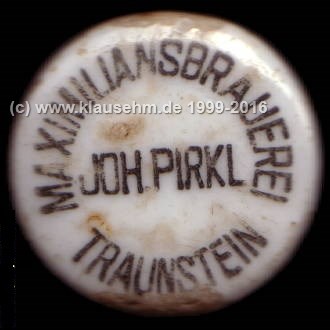 MAXIMILIANSBRAUEREI
(c) www.klausehm.de 1999-2016
JOH. PIRKL
TRAUNSTEIN